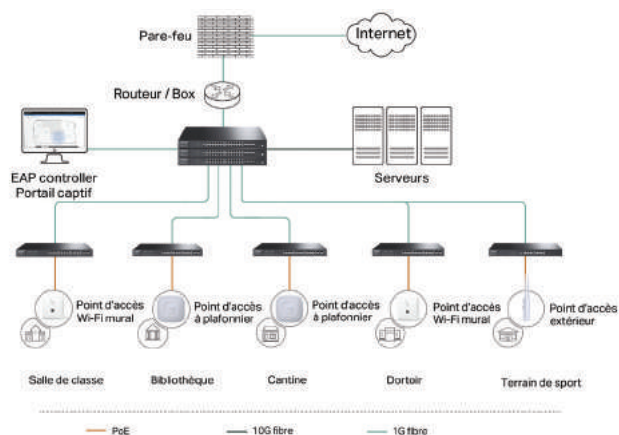 Pare-feu
Internet
Routeur / Box
EAP controller
Portail captif
Serveurs
Point d'accès
Wi-Fi mural
Point d'accès
à plafonnier
Point d'accès
à plafonnier
Point d'accès
Wi-Fi mural
Point d'accès
extérieur
Salle de classe
Bibliothèque
Cantine
Dortoir
Terrain de sport
PoE
10G fibre
1G fibre